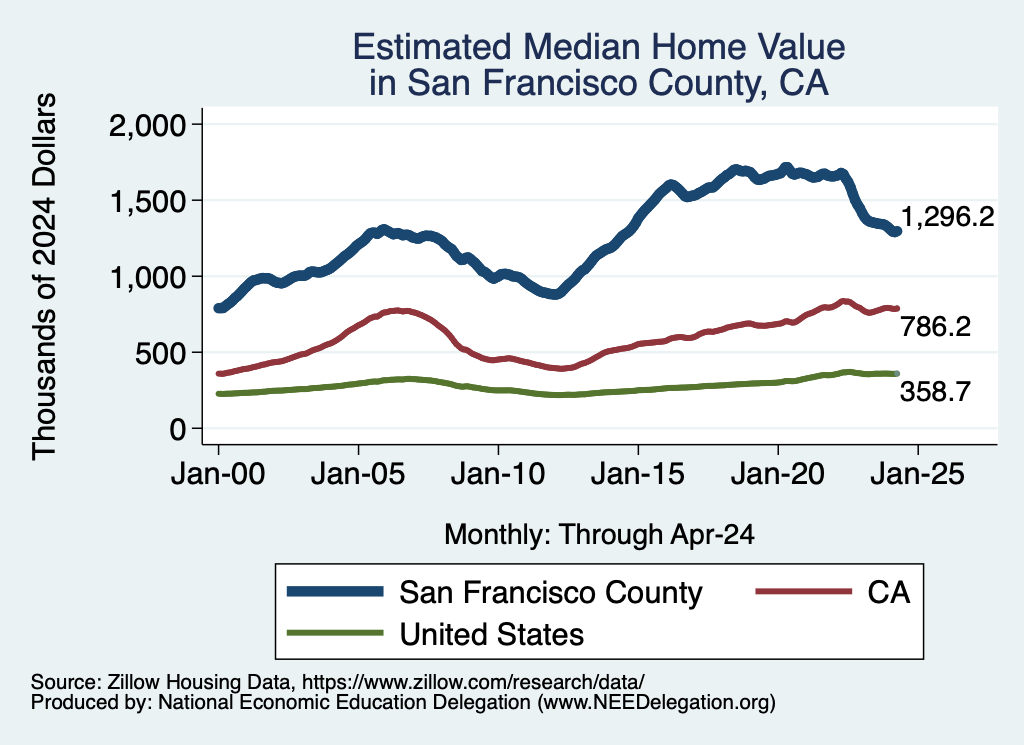 Estimated Median Home Value
in San Francisco County, CA
Thousands of 2024 Dollars
2,000
1,500
1,000
500
0
1,296.2
786.2
358.7
Jan-00 Jan-05 Jan-10 Jan-15 Jan-20 Jan-25
Monthly: Through Apr-24
San Francisco County CA
United States
Source: Zillow Housing Data, https://www.zillow.com/research/data/
Produced by: National Economic Education Delegation (www.NEEDelegation.org)